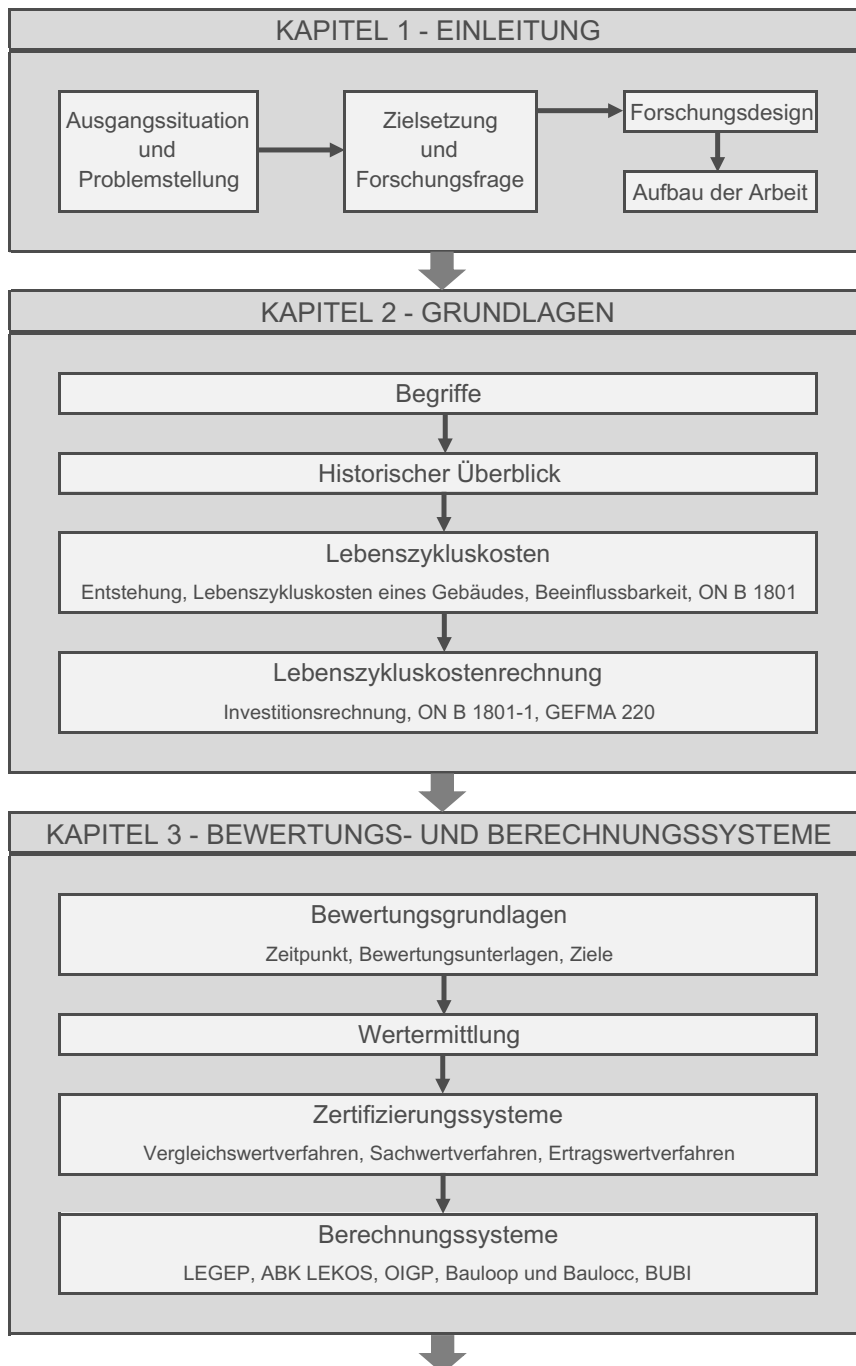 KAPITEL 1 - EINLEITUNG
Ausgangssituation
und
Problemstellung
Zielsetzung
und
Forschungsfrage
Forschungsdesign
Aufbau der Arbeit
KAPITEL 2 - GRUNDLAGEN
Begriffe
Historischer Überblick
Lebenszykluskosten
Entstehung, Lebenszykluskosten eines Gebäudes, Beeinflussbarkeit, ON B 1801
Lebenszykluskostenrechnung
Investitionsrechnung, ON B 1801-1, GEFMA 220
KAPITEL 3 - BEWERTUNGS- UND BERECHNUNGSSYSTEME
Bewertungsgrundlagen
Zeitpunkt, Bewertungsunterlagen, Ziele
Wertermittlung
Zertifizierungssysteme
Vergleichswertverfahren, Sachwertverfahren, Ertragswertverfahren
Berechnungssysteme
LEGEP, ABK LEKOS, OIGP, Bauloop und Baulocc, BUBI